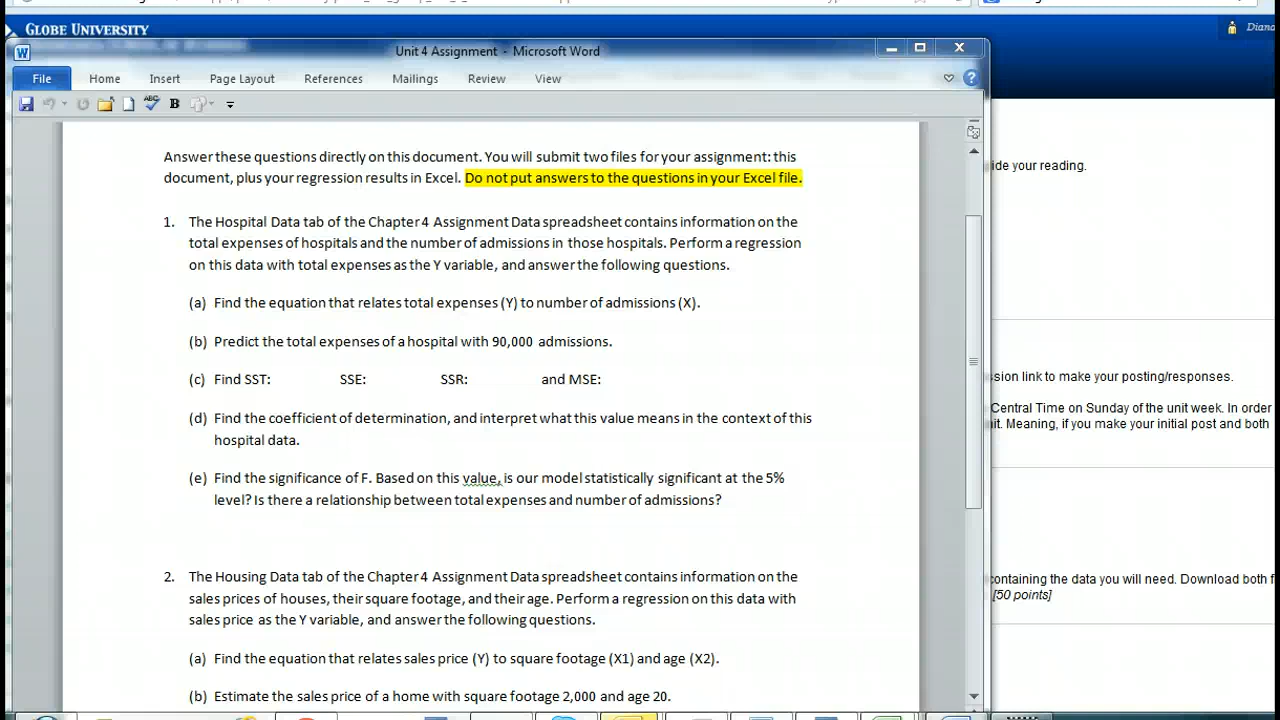 GLOBE UNIVERSITY
Diana
Unit 4 Assignment - Microsoft Word
File Home Insert Page Layout References Mailings Review View
Answer these questions directly on this document. You will submit two files for your assignment: this
document, plus your regression results in Excel. Do not put answers to the questions in your Excel file.
1. The Hospital Data tab of the Chapter 4 Assignment Data spreadsheet contains information on the
total expenses of hospitals and the number of admissions in those hospitals. Perform a regression
on this data with total expenses as the Y variable, and answer the following questions.
(a) Find the equation that relates total expenses (Y) to number of admissions (X).
(b) Predict the total expenses of a hospital with 90,000 admissions.
(c) Find SST: SSE: SSR: and MSE:
(d) Find the coefficient of determination, and interpret what this value means in the context of this
hospital data.
(e) Find the significance of F. Based on this value, is our model statistically significant at the 5%
level? Is there a relationship between total expenses and number of admissions?
2. The Housing Data tab of the Chapter 4 Assignment Data spreadsheet contains information on the
sales prices of houses, their square footage, and their age. Perform a regression on this data with
sales price as the Y variable, and answer the following questions.
(a) Find the equation that relates sales price (Y) to square footage (X1) and age (X2).
(b) Estimate the sales price of a home with square footage 2,000 and age 20.
ide your reading.
sion link to make your posting/responses.
Central Time on Sunday of the unit week. In order
it. Meaning, if you make your initial post and both
containing the data you will need. Download both f
[50 points]